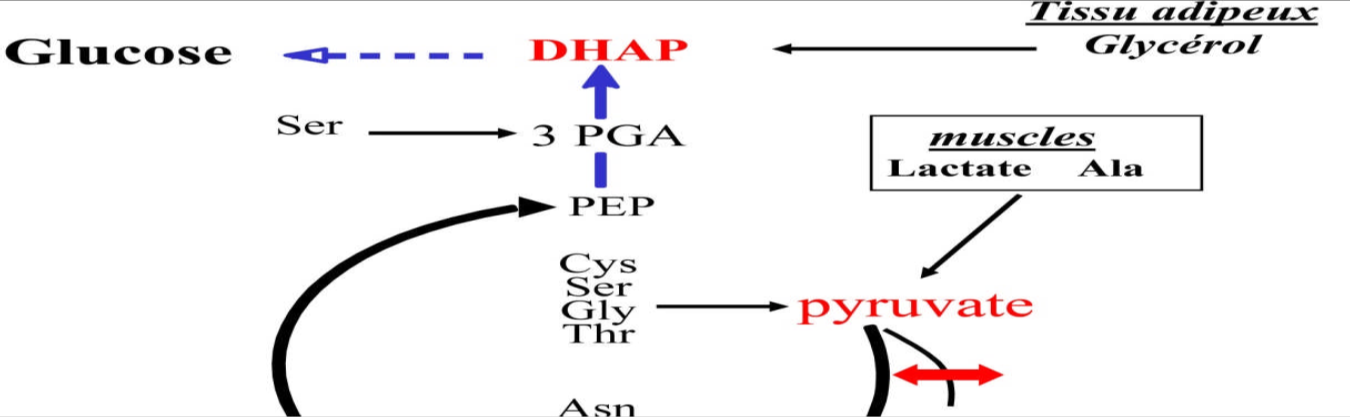 Tissu adipeux
Glucose DHAP Glycérol
Ser 3 PGA
muscles
Lactate Ala
PEP
Cys
Ser
Gly pyruvate
Thr
Asn